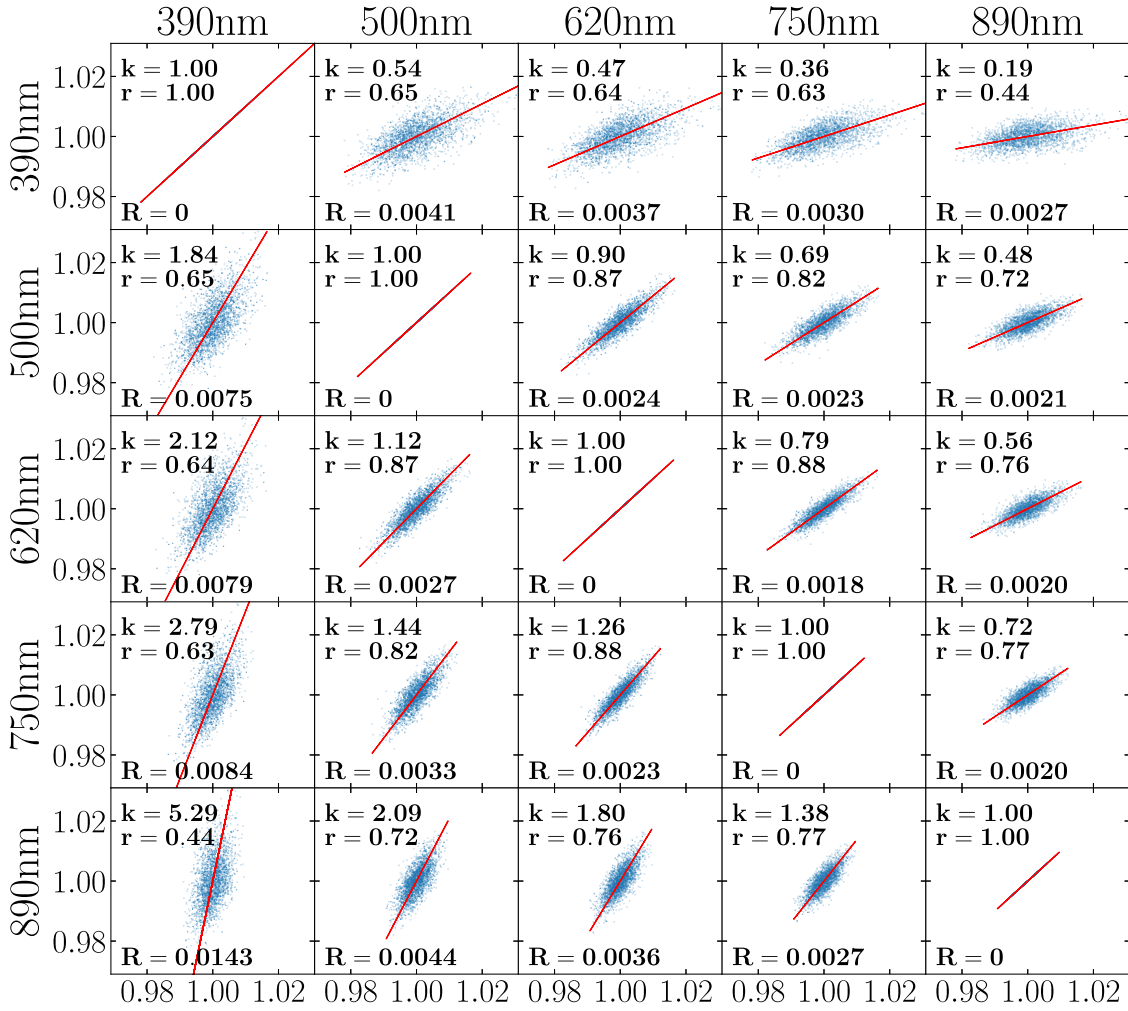 390nm 500nm 620nm 750nm 890nm
390nm
1.02
1.00
0.98
k = 1.00
r = 1.00
R = 0
k = 0.54
r = 0.65
R = 0.0041
k = 0.47
r = 0.64
R = 0.0037
k = 0.36
r = 0.63
R = 0.0030
k = 0.19
r = 0.44
R = 0.0027
500nm
1.02
1.00
0.98
k = 1.84
r = 0.65
R = 0.0075
k = 1.00
r = 1.00
R = 0
k = 0.90
r = 0.87
R = 0.0024
k = 0.69
r = 0.82
R = 0.0023
k = 0.48
r = 0.72
R = 0.0021
620nm
1.02
1.00
0.98
k = 2.12
r = 0.64
R = 0.0079
k = 1.12
r = 0.87
R = 0.0027
k = 1.00
r = 1.00
R = 0
k = 0.79
r = 0.88
R = 0.0018
k = 0.56
r = 0.76
R = 0.0020
750nm
1.02
1.00
0.98
k = 2.79
r = 0.63
R = 0.0084
k = 1.44
r = 0.82
R = 0.0033
k = 1.26
r = 0.88
R = 0.0023
k = 1.00
r = 1.00
R = 0
k = 0.72
r = 0.77
R = 0.0020
890nm
1.02
1.00
0.98
k = 5.29
r = 0.44
R = 0.0143
k = 2.09
r = 0.72
R = 0.0044
k = 1.80
r = 0.76
R = 0.0036
k = 1.38
r = 0.77
R = 0.0027
k = 1.00
r = 1.00
R = 0
0.98 1.00 1.02 0.98 1.00 1.02 0.98 1.00 1.02 0.98 1.00 1.02 0.98 1.00 1.02